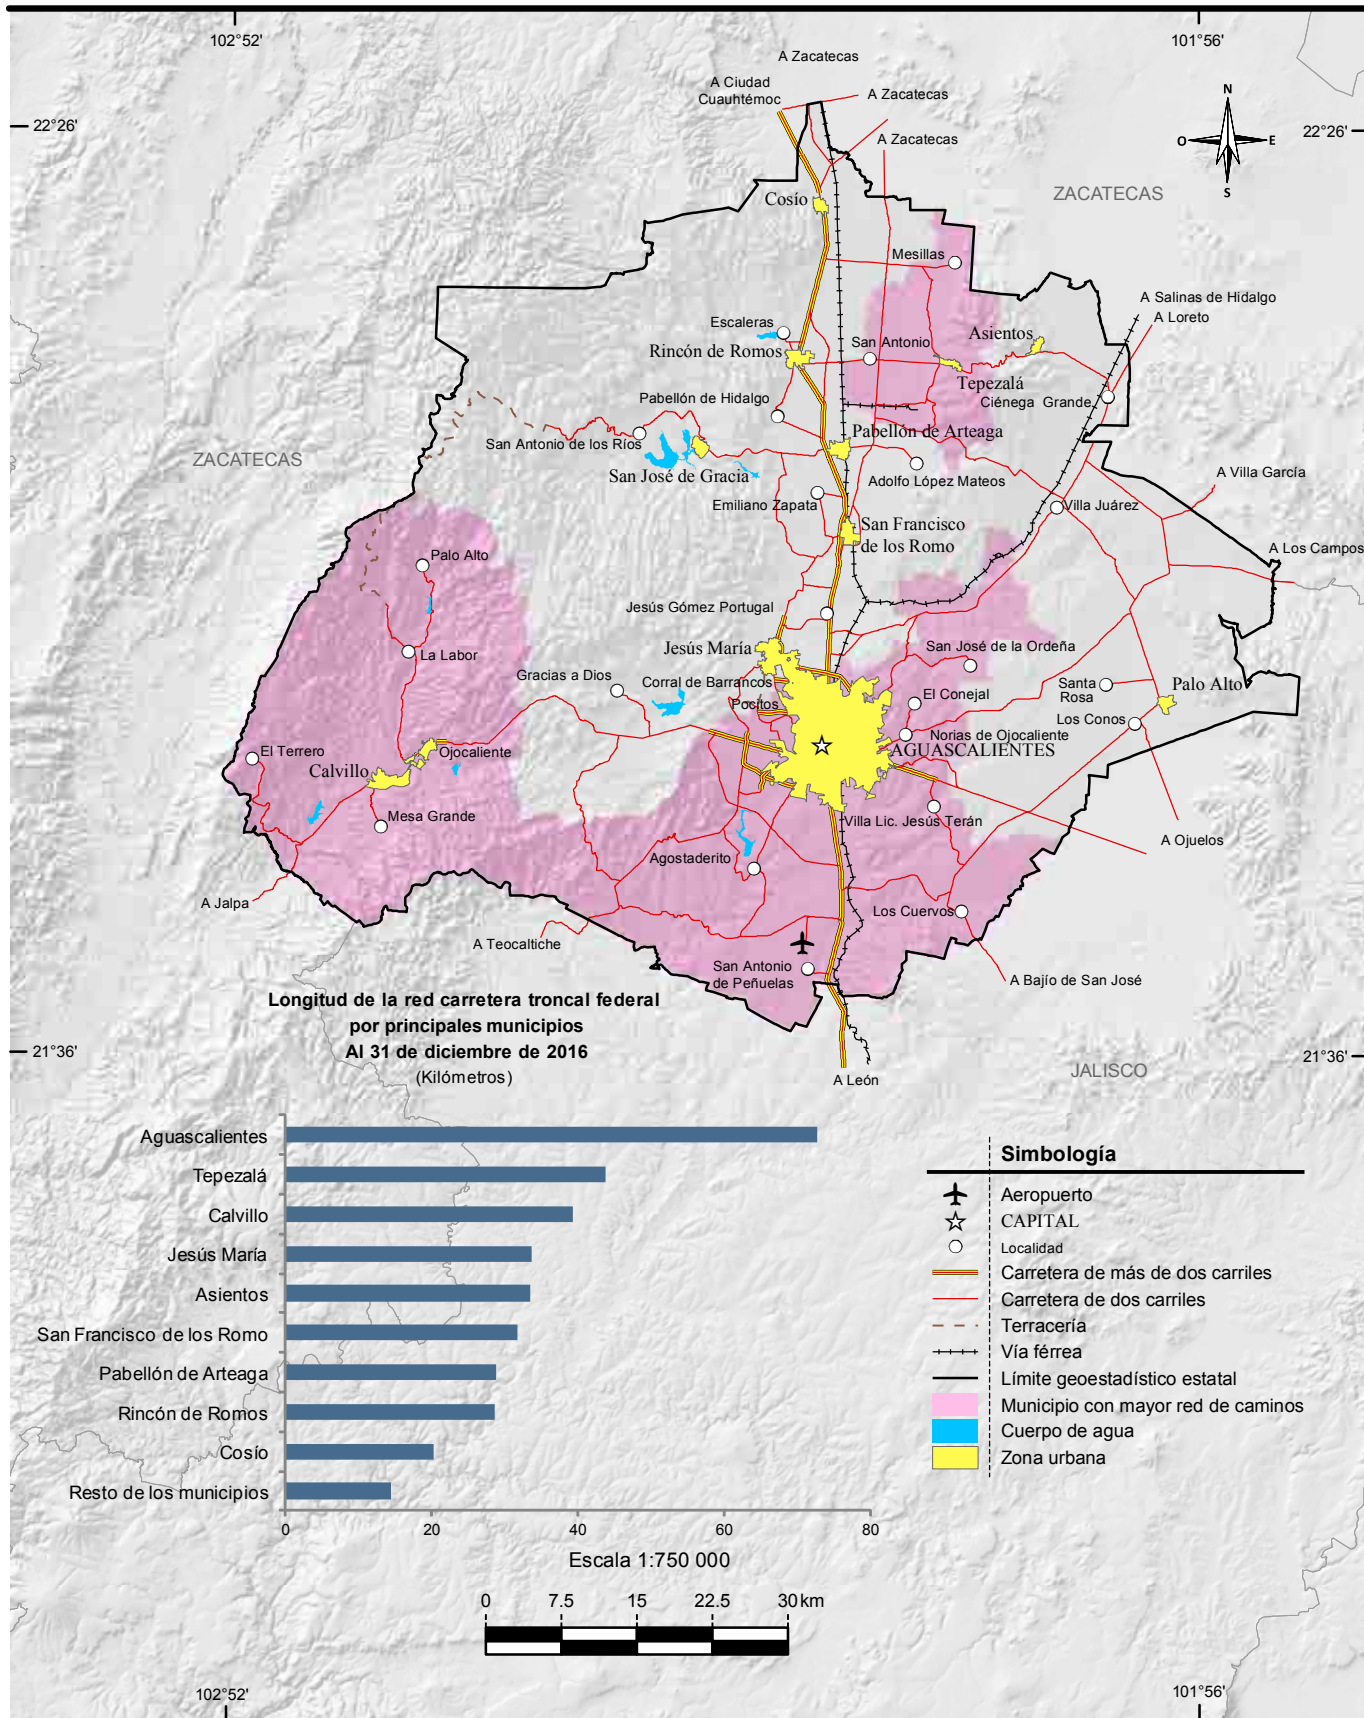 102°52'
101°56'
A Zacatecas
A Ciudad
Cuauhtémoc
A Zacatecas
22°26'
22°26'
A Zacatecas
N
O
E
S
ZACATECAS
Cosío
Mesillas
A Salinas de Hidalgo
A Loreto
Escaleras
Asientos
San Antonio
Rincón de Romos
Tepezalá
Ciénega Grande
Pabellón de Hidalgo
Pabellón de Arteaga
San Antonio de los Ríos
ZACATECAS
San José de Gracia
Adolfo López Mateos
A Villa García
Emiliano Zapata
Villa Juárez
San Francisco
de los Romo
A Los Campos
Palo Alto
Jesús Gómez Portugal
Jesús María
San José de la Ordeña
La Labor
Gracias a Dios
Corral de Barrancos
Santa
Rosa
Palo Alto
El Conejal
Pocitos
Los Conos
Norias de Ojocaliente
El Terrero
Ojocaliente
AGUASCALIENTES
Calvillo
Mesa Grande
Villa Lic. Jesús Terán
A Ojuelos
Agostaderito
A Jalpa
Los Cuervos
A Teocaltiche
San Antonio
de Peñuelas
A Bajío de San José
Longitud de la red carretera troncal federal
por principales municipios
Al 31 de diciembre de 2016
(Kilómetros)
21°36'
21°36'
JALISCO
A León
Aguascalientes
Tepezalá
Calvillo
Jesús María
Asientos
San Francisco de los Romo
Pabellón de Arteaga
Rincón de Romos
Cosío
Resto de los municipios
0 20 40 60 80
Simbología
Aeropuerto
CAPITAL
Localidad
Carretera de más de dos carriles
Carretera de dos carriles
Terracería
Vía férrea
Límite geoestadístico estatal
Municipio con mayor red de caminos
Cuerpo de agua
Zona urbana
Escala 1:750 000
0 7.5 15 22.5 30 km
102°52'
101°56'